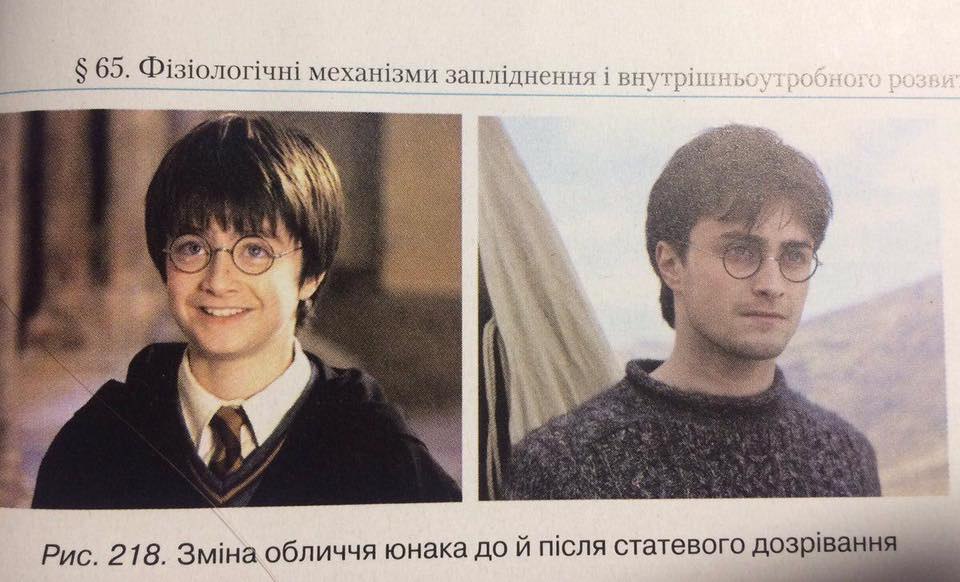 § 65. Фізіологічні механізми запліднення і внутрішньоутробного розвит
Рис. 218. Зміна обличчя юнака до й після статевого дозрівання